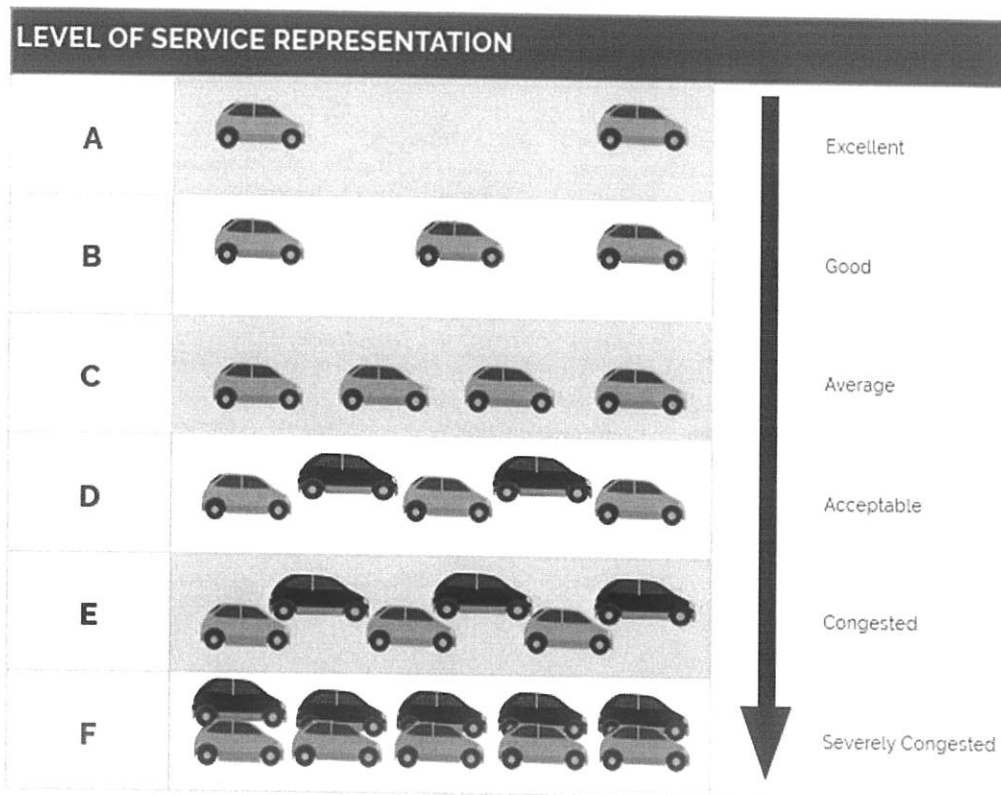 LEVEL OF SERVICE REPRESENTATION
A
Excellent
B
Good
C
Average
D
Acceptable
E
Congested
F
Severely Congested